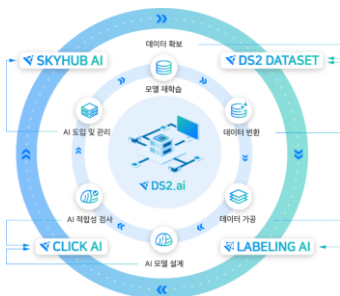 데이터 확보
SKYHUB AI
DS2 DATASET
모델 재학습
AI 도입 및 관리
데이터 변환
DS2.ai
AI 적합성 검사
데이터 가공
CLICK AI
LABELING AI
AI 모델 설계